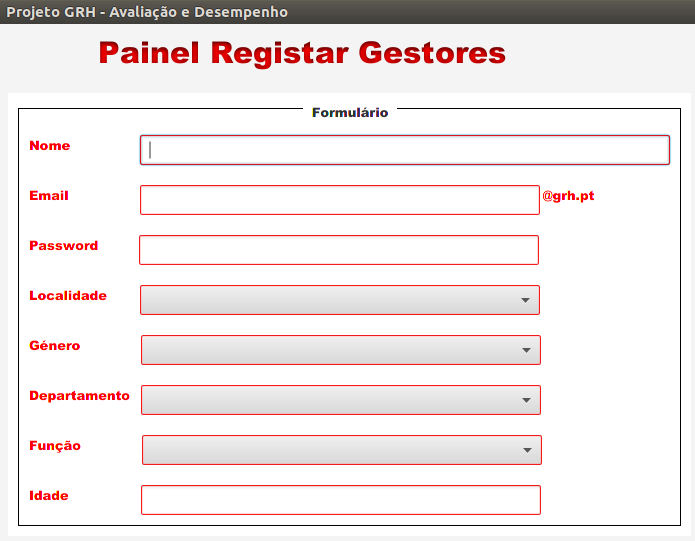 Projeto GRH - Avaliação e Desempenho
Painel Registar Gestores
Formulário
Nome
Email @grh.pt
Password
Localidade
Género
Departamento
Função
Idade